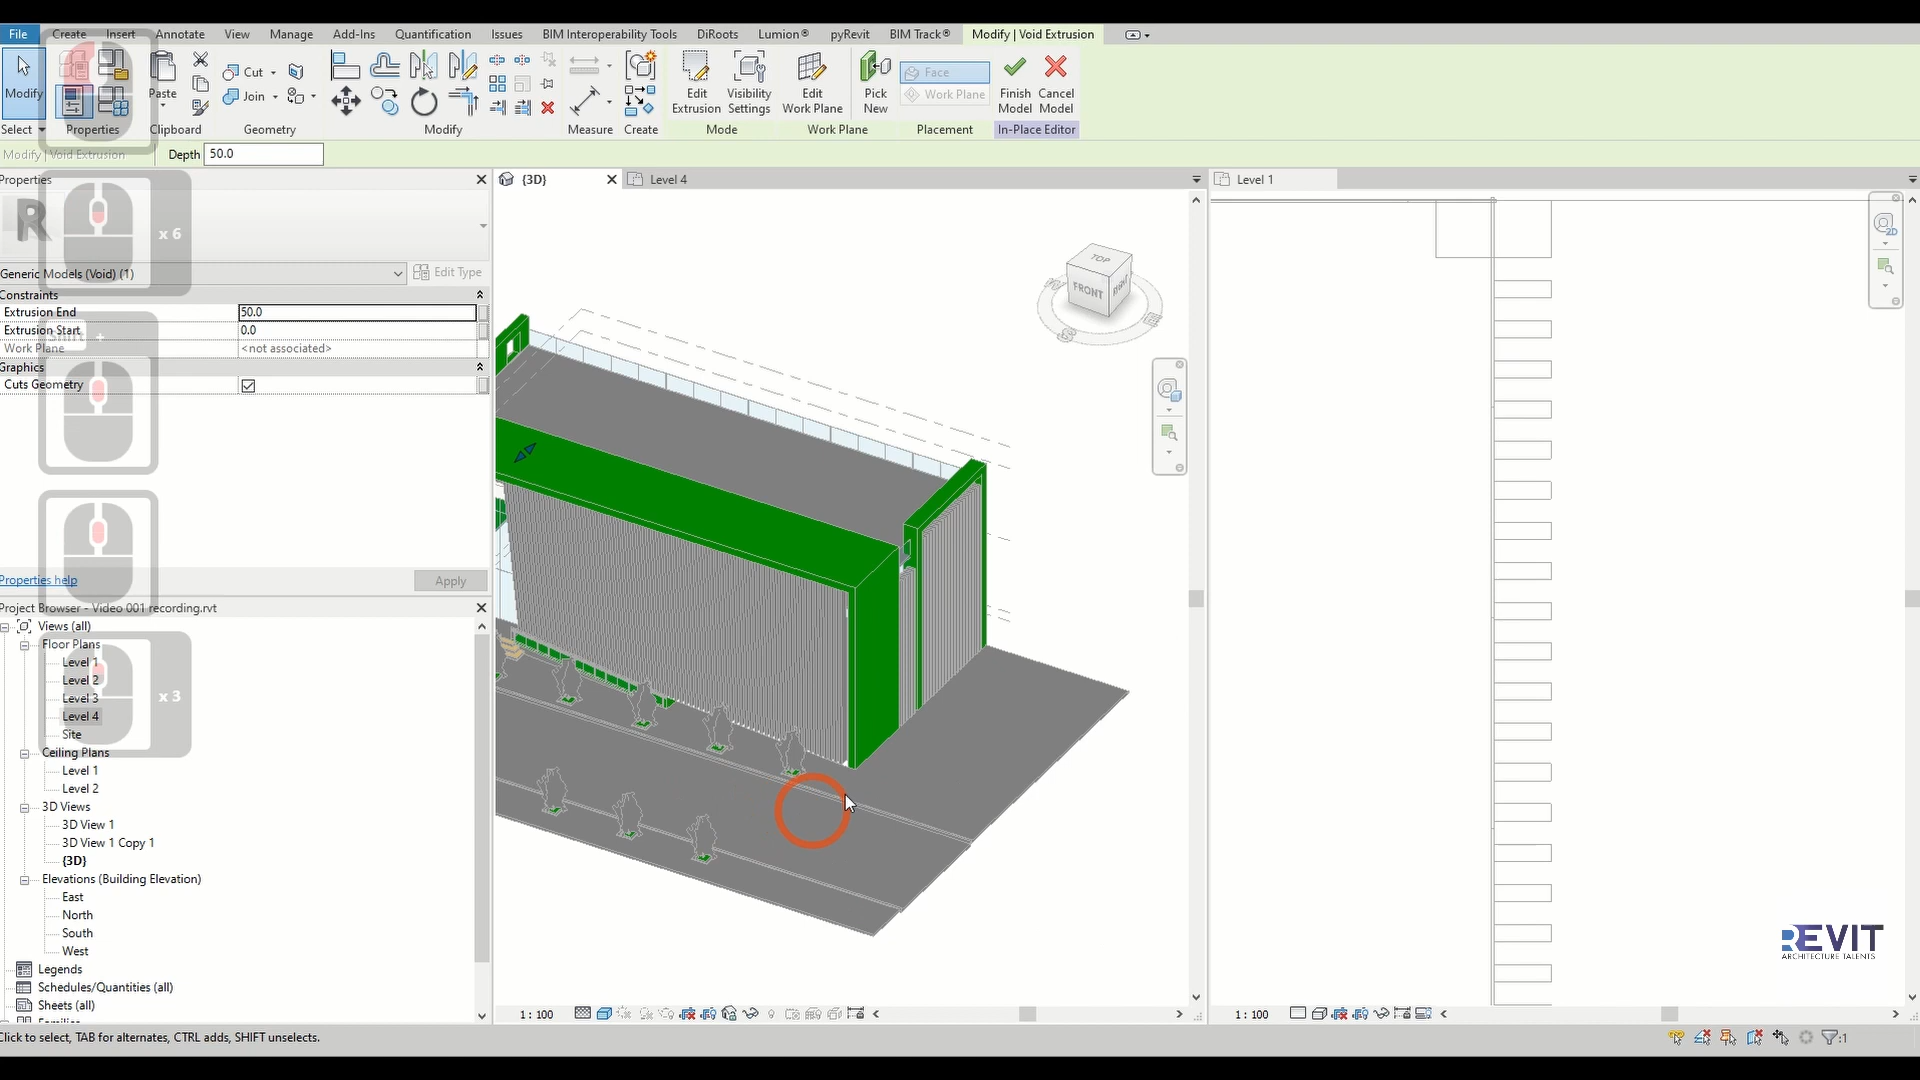 File Create Insert Annotate View Manage Add-Ins Quantification Issues BIM Interoperability Tools DiRoots Lumion® pyRevit BIM Track® Modify | Void Extrusion
Modify Paste Cut Join Edit Extrusion Visibility Settings Edit Work Plane Pick New Face Work Plane Finish Model Cancel Model
Select Properties Clipboard Geometry Modify Measure Create Mode Work Plane Placement In-Place Editor
Modify | Void Extrusion Depth 50.0
Properties {3D} Level 4 Level 1
R
x 6
Generic Models (Void) (1) Edit Type
Constraints
Extrusion End 50.0
Extrusion Start 0.0
Shift +
Work Plane <not associated>
Graphics
Cuts Geometry
TOP
FRONT
RIGHT
S
E
2D
Properties help Apply
Project Browser - Video 001 recording.rvt
Views (all)
Floor Plans
Level 1
Level 2
Level 3
x 3
Level 4
Site
Ceiling Plans
Level 1
Level 2
3D Views
3D View 1
3D View 1 Copy 1
{3D}
Elevations (Building Elevation)
East
North
South
West
Legends
Schedules/Quantities (all)
Sheets (all)
REVIT
ARCHITECTURE TALENTS
1 : 100
1 : 100
Click to select, TAB for alternates, CTRL adds, SHIFT unselects.
:1